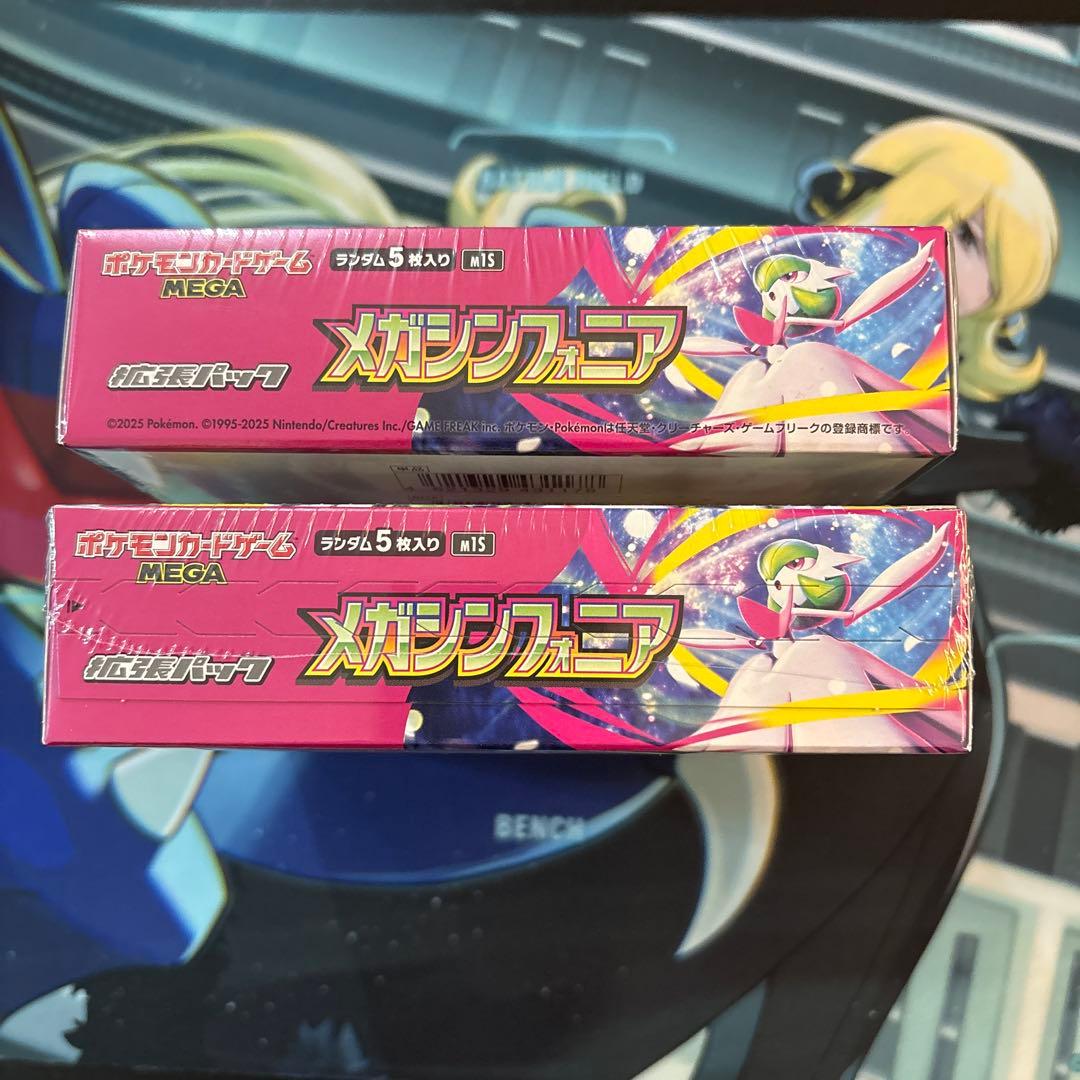 BATTLE FIELD
ポケモンカードゲーム
MEGA
ランダム5枚入り M1S
メガシンフォニア
拡張パック
©2025 Pokémon. ©1995-2025 Nintendo/Creatures Inc./GAME FREAK inc. ポケモン・Pokémonは任天堂・クリーチャーズ・ゲームフリークの登録商標です。
ポケモンカードゲーム
MEGA
ランダム5枚入り M1S
メガシンフォニア
拡張パック
BENCH